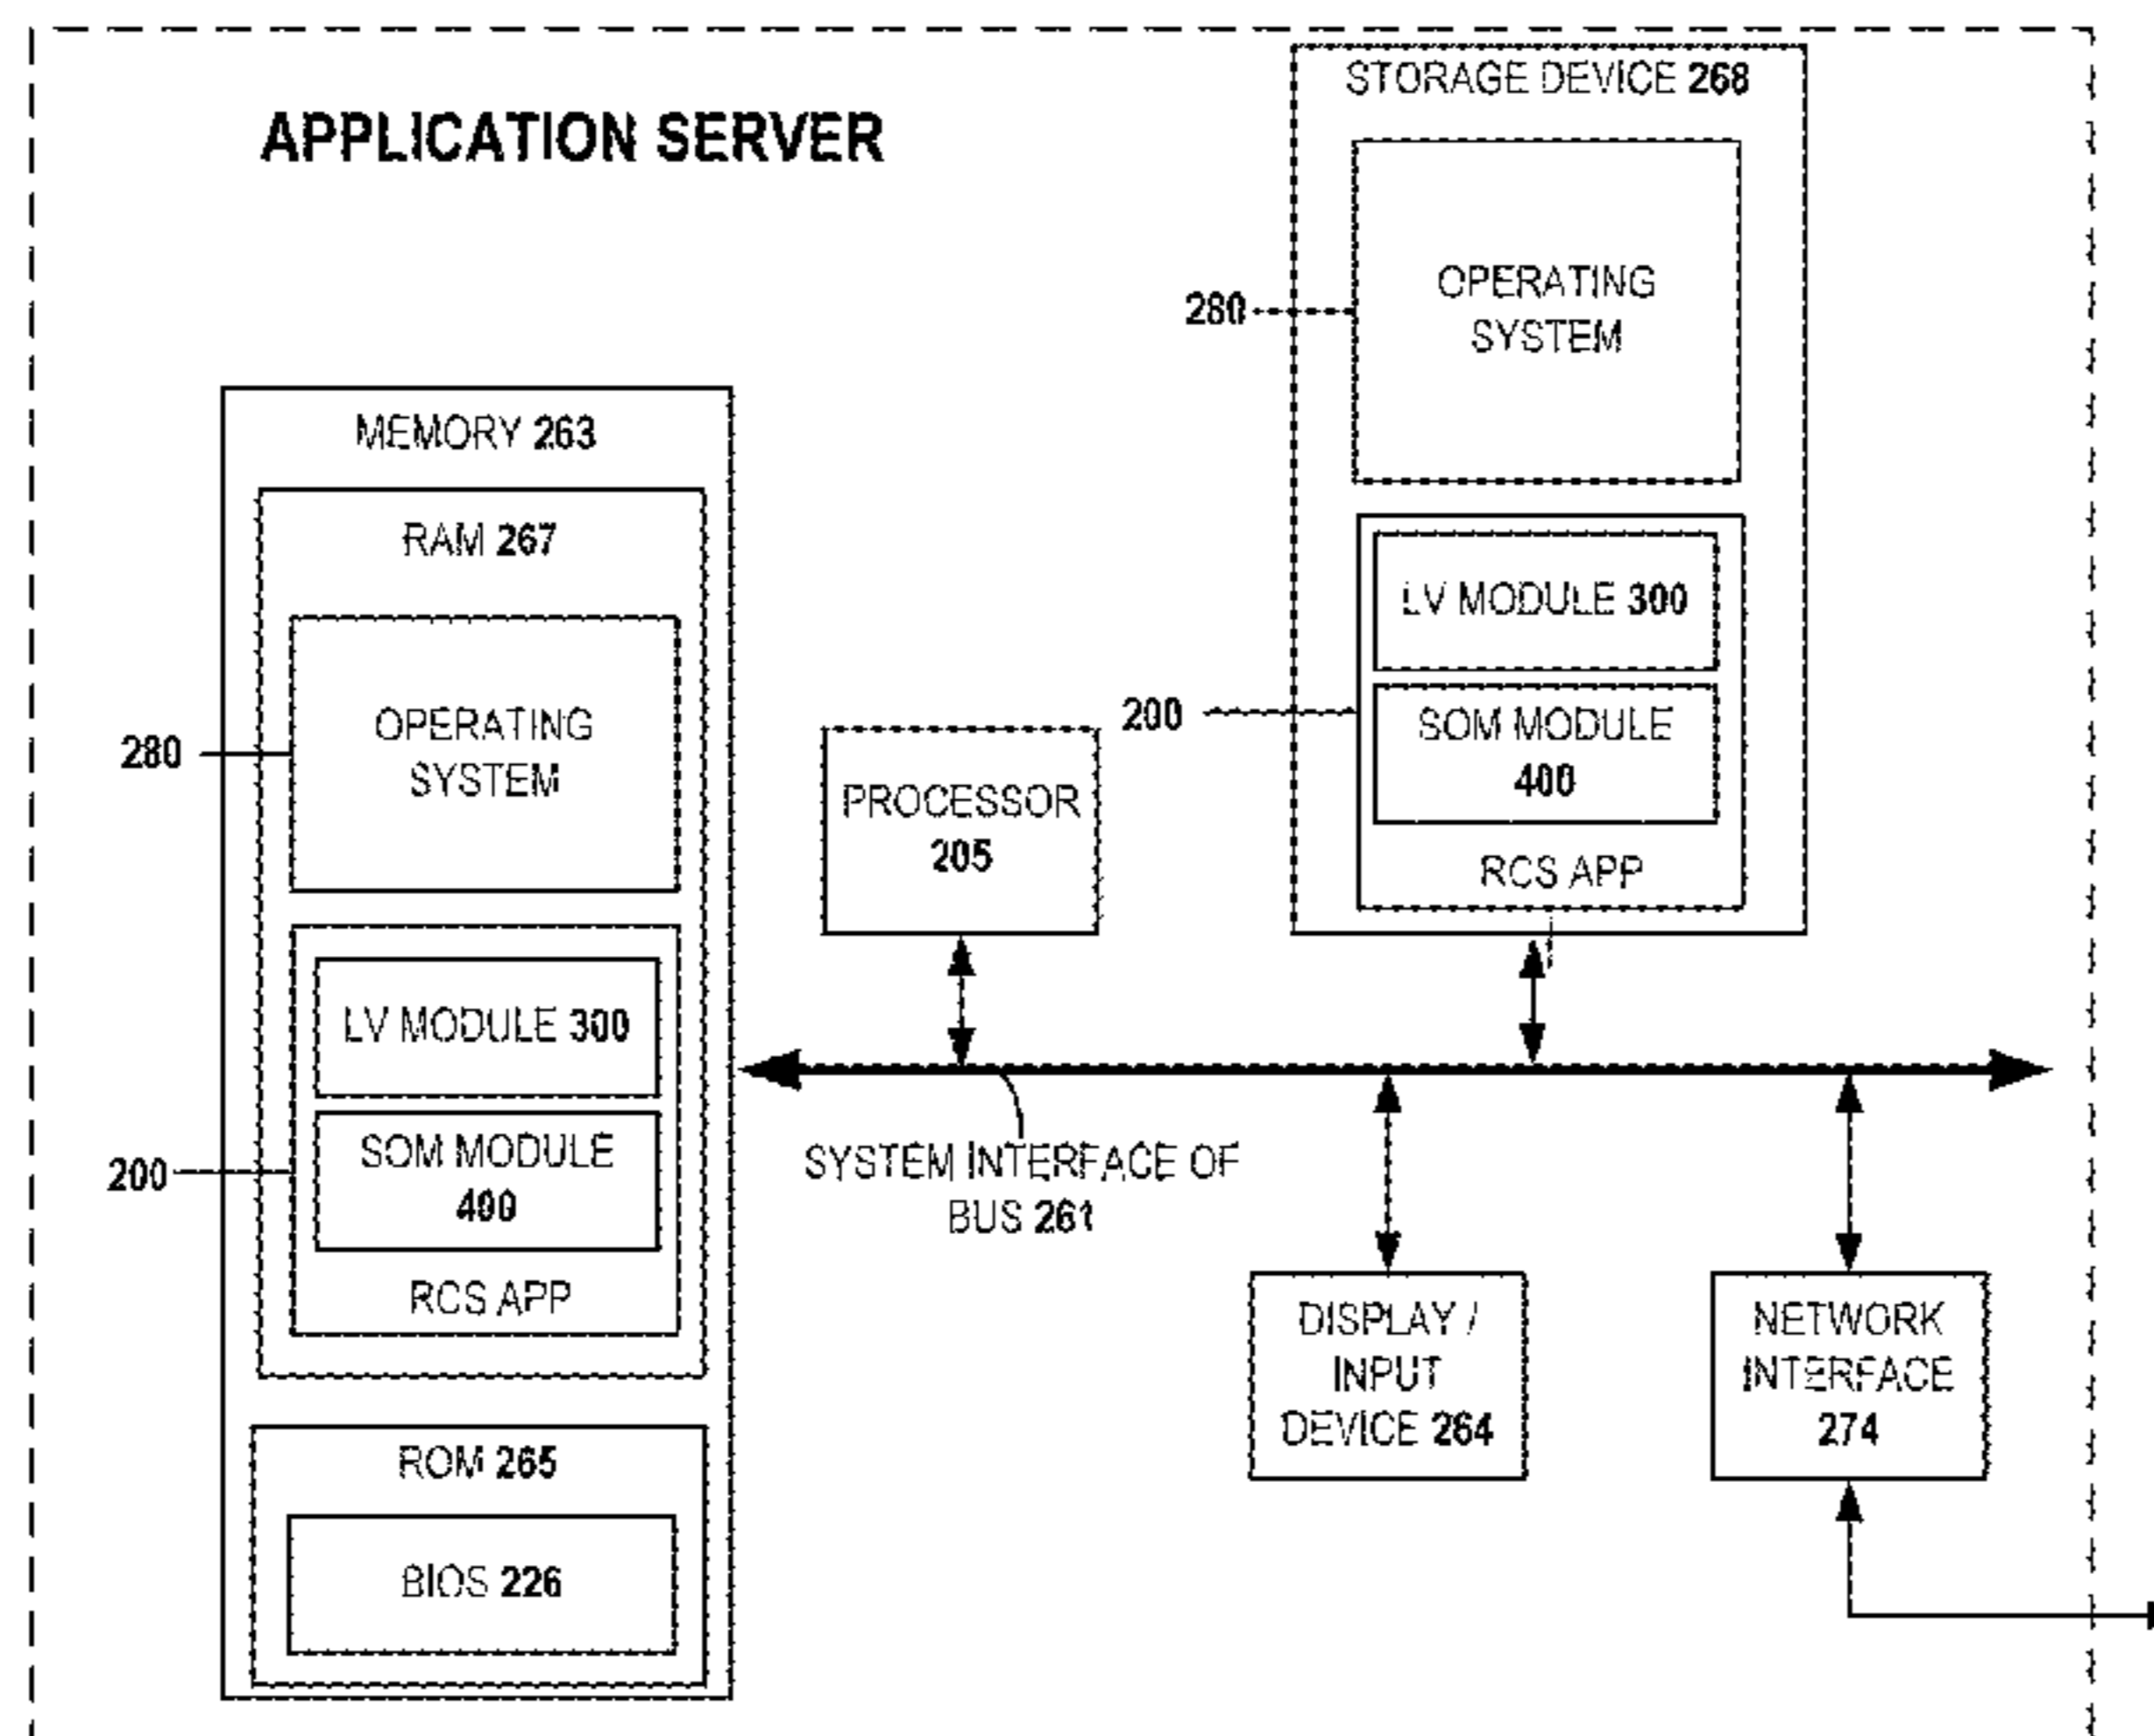 APPLICATION SERVER
STORAGE DEVICE 268
280
OPERATING
SYSTEM
LV MODULE 300
200
SOM MODULE
400
RCS APP
MEMORY 263
RAM 267
280
OPERATING
SYSTEM
LV MODULE 300
200
SOM MODULE
400
RCS APP
ROM 265
BIOS 226
PROCESSOR
205
SYSTEM INTERFACE OF
BUS 261
DISPLAY /
INPUT
DEVICE 264
NETWORK
INTERFACE
274